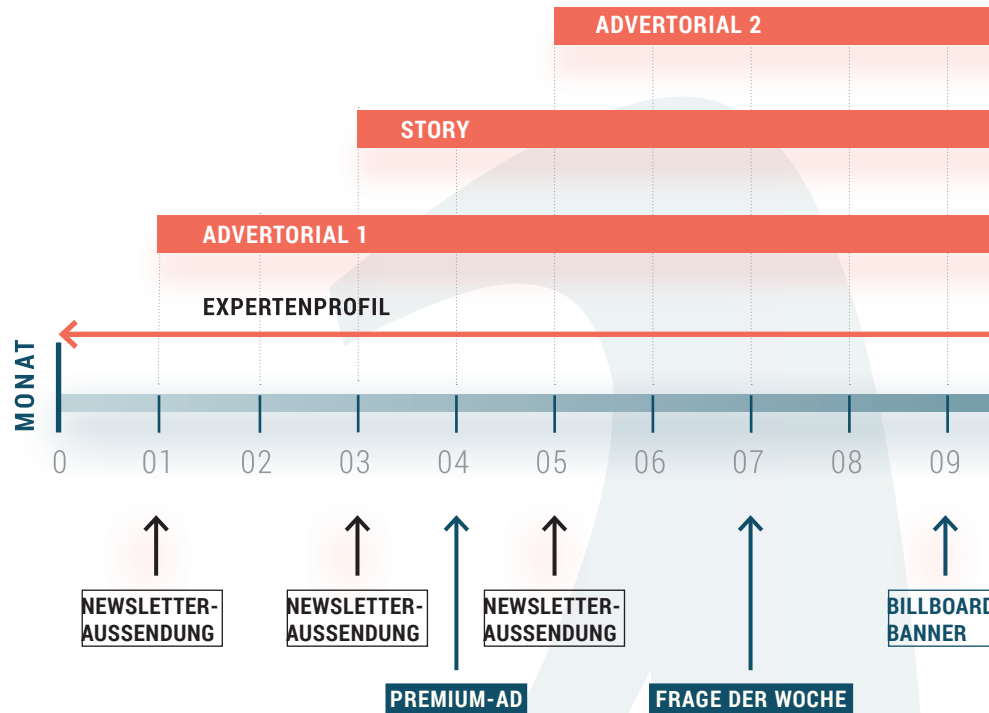 ADVERTORIAL 2
STORY
ADVERTORIAL 1
EXPERTENPROFIL
MONAT
0 01 02 03 04 05 06 07 08 09
NEWSLETTER-
AUSSENDUNG
NEWSLETTER-
AUSSENDUNG
NEWSLETTER-
AUSSENDUNG
BILLBOARD
BANNER
PREMIUM-AD
FRAGE DER WOCHE